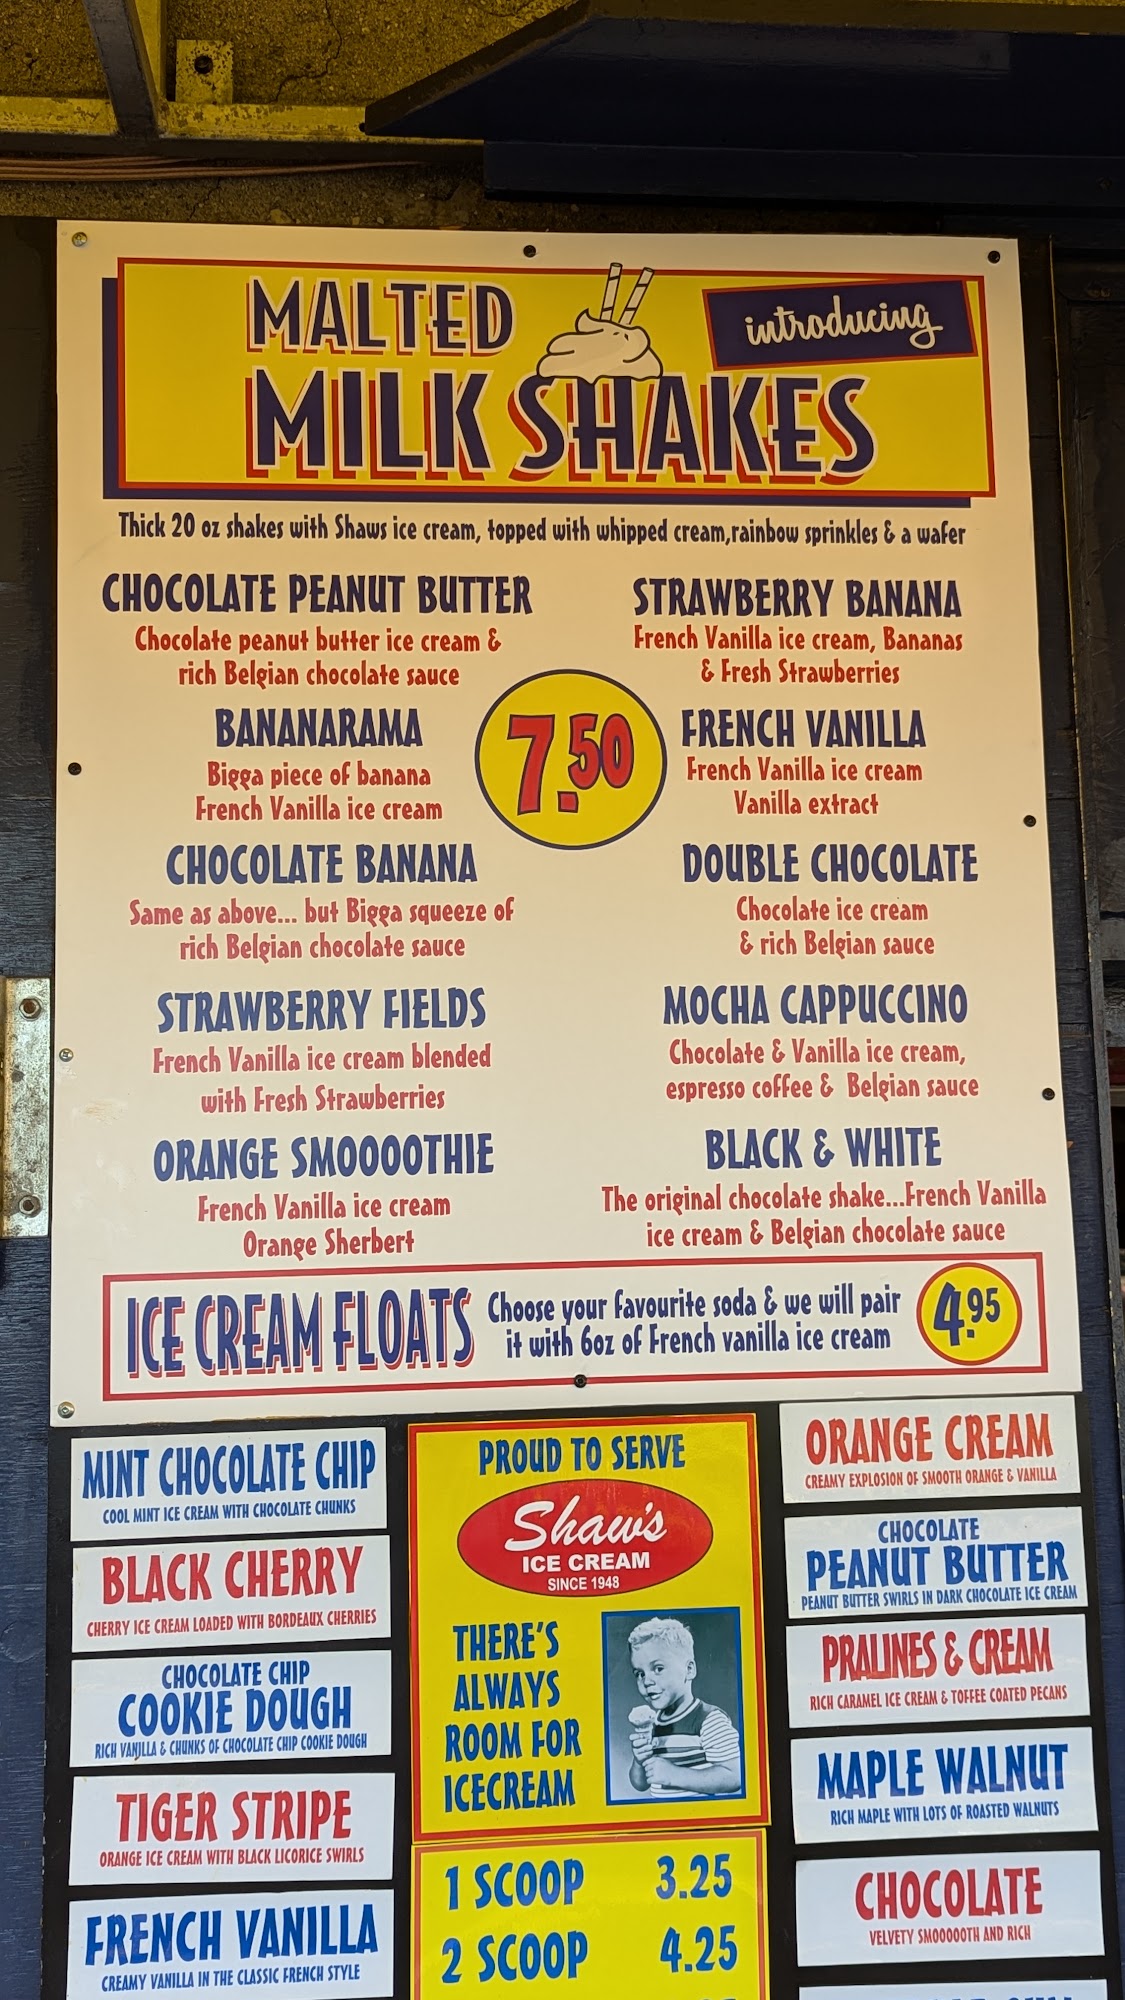 MALTED
introducing
MILK SHAKES
Thick 20 oz shakes with Shaws ice cream, topped with whipped cream,rainbow sprinkles & a wafer
CHOCOLATE PEANUT BUTTER
Chocolate peanut butter ice cream &
rich Belgian chocolate sauce
BANANARAMA
Bigga piece of banana
French Vanilla ice cream
CHOCOLATE BANANA
Same as above... but Bigga squeeze of
rich Belgian chocolate sauce
STRAWBERRY FIELDS
French Vanilla ice cream blended
with Fresh Strawberries
ORANGE SMOOOOTHIE
French Vanilla ice cream
Orange Sherbert
7.50
STRAWBERRY BANANA
French Vanilla ice cream, Bananas
& Fresh Strawberries
FRENCH VANILLA
French Vanilla ice cream
Vanilla extract
DOUBLE CHOCOLATE
Chocolate ice cream
& rich Belgian sauce
MOCHA CAPPUCCINO
Chocolate & Vanilla ice cream,
espresso coffee & Belgian sauce
BLACK & WHITE
The original chocolate shake...French Vanilla
ice cream & Belgian chocolate sauce
ICE CREAM FLOATS
Choose your favourite soda & we will pair
it with 6oz of French vanilla ice cream
4.95
MINT CHOCOLATE CHIP
COOL MINT ICE CREAM WITH CHOCOLATE CHUNKS
BLACK CHERRY
CHERRY ICE CREAM LOADED WITH BORDEAUX CHERRIES
CHOCOLATE CHIP
COOKIE DOUGH
RICH VANILLA & CHUNKS OF CHOCOLATE CHIP COOKIE DOUGH
TIGER STRIPE
ORANGE ICE CREAM WITH BLACK LICORICE SWIRLS
FRENCH VANILLA
CREAMY VANILLA IN THE CLASSIC FRENCH STYLE
PROUD TO SERVE
Shaw's
ICE CREAM
SINCE 1948
THERE'S
ALWAYS
ROOM FOR
ICECREAM
1 SCOOP 3.25
2 SCOOP 4.25
ORANGE CREAM
CREAMY EXPLOSION OF SMOOTH ORANGE & VANILLA
CHOCOLATE
PEANUT BUTTER
PEANUT BUTTER SWIRLS IN DARK CHOCOLATE ICE CREAM
PRALINES & CREAM
RICH CARAMEL ICE CREAM & TOFFEE COATED PECANS
MAPLE WALNUT
RICH MAPLE WITH LOTS OF ROASTED WALNUTS
CHOCOLATE
VELVETY SMOOOOOTH AND RICH